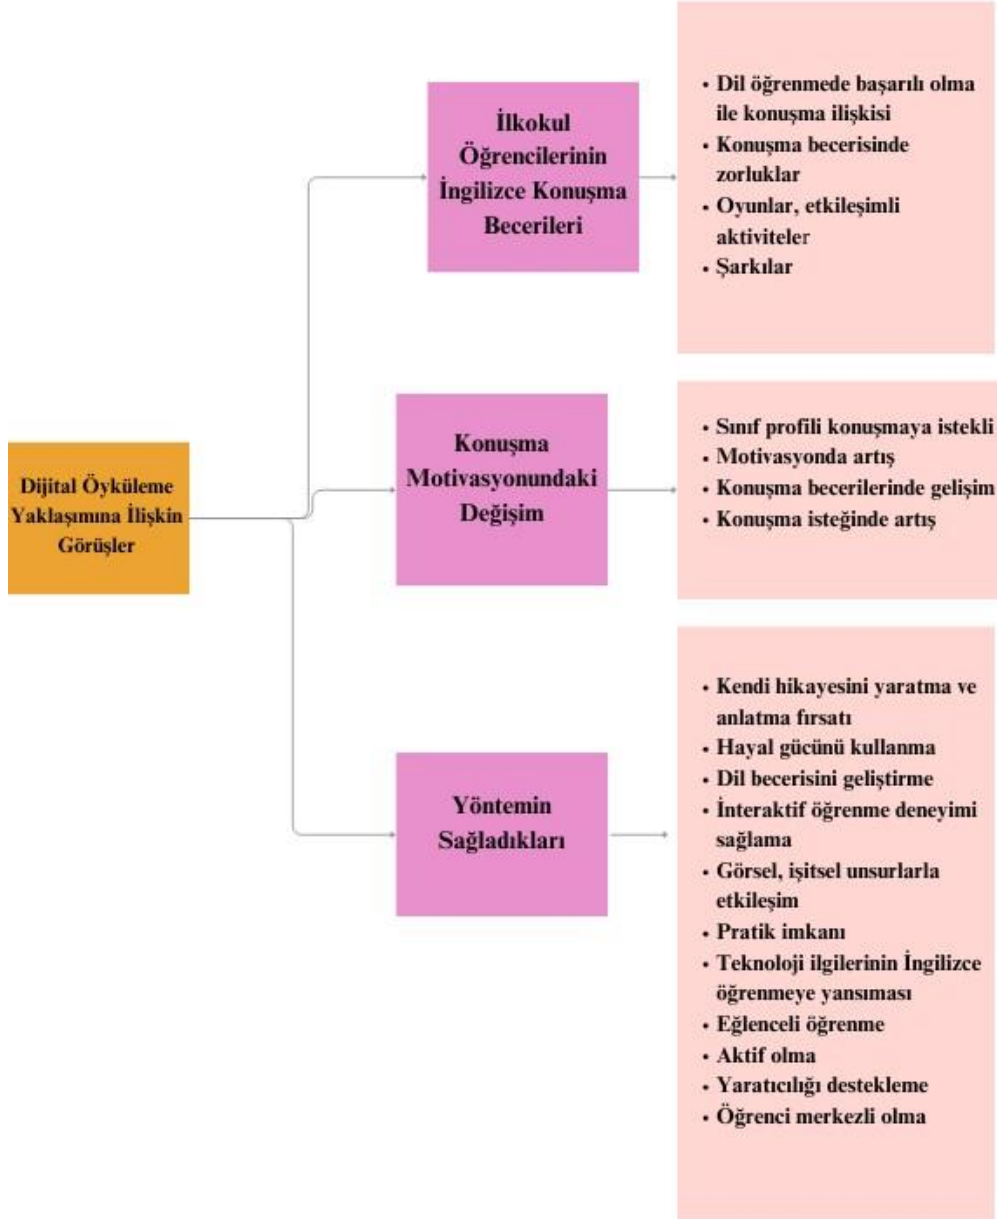 Dijital Öyküleme
Yaklaşımına İlişkin
Görüşler
İlkokul
Öğrencilerinin
İngilizce Konuşma
Becerileri
• Dil öğrenmede başarılı olma
ile konuşma ilişkisi
• Konuşma becerisinde
zorluklar
• Oyunlar, etkileşimli
aktiviteler
• Şarkılar
Konuşma
Motivasyonundaki
Değişim
• Sınıf profili konuşmaya istekli
• Motivasyonda artış
• Konuşma becerilerinde gelişim
• Konuşma isteğinde artış
Yöntemin
Sağladıkları
• Kendi hikayesini yaratma ve
anlatma fırsatı
• Hayal gücünü kullanma
• Dil becerisini geliştirme
• İnteraktif öğrenme deneyimi
sağlama
• Görsel, işitsel unsurlarla
etkileşim
• Pratik imkanı
• Teknoloji ilgilerinin İngilizce
öğrenmeye yansıması
• Eğlenceli öğrenme
• Aktif olma
• Yaratıcılığı destekleme
• Öğrenci merkezli olma